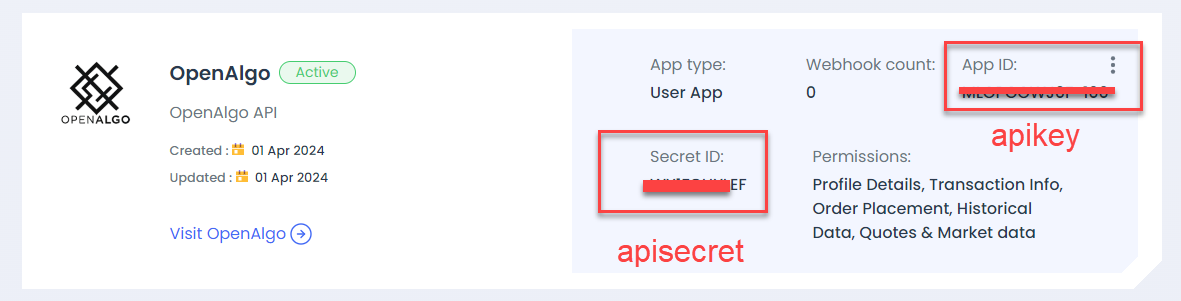 OpenAlgo Active
OPENALGO
OpenAlgo API
Created : 01 Apr 2024
Updated : 01 Apr 2024
Visit OpenAlgo
App type:
User App
Webhook count:
0
App ID:
apikey
Secret ID:
EF
apisecret
Permissions:
Profile Details, Transaction Info,
Order Placement, Historical
Data, Quotes & Market data